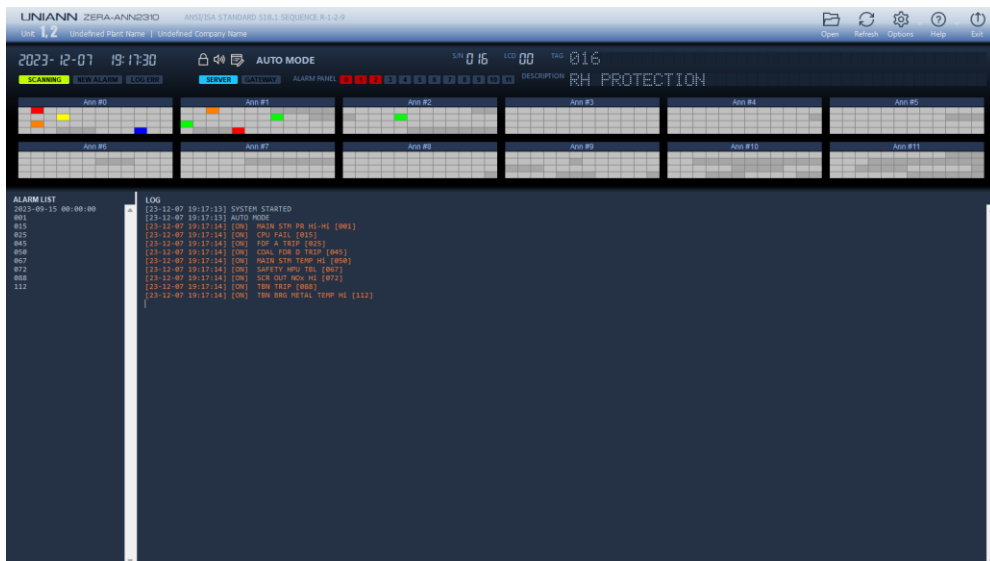 UNIANN ZERA-ANN2310 ANSI/ISA STANDARD S18.1 SEQUENCE R-1-2-9
Unit 1.2 Undefined Plant Name | Undefined Company Name
Open Refresh Options Help Exit
2023-12-07 19:17:30 AUTO MODE S/N 016 LCD 00 TAG 016
SCANNING NEW ALARM LOG ERR SERVER GATEWAY ALARM PANEL 0 1 2 3 4 5 6 7 8 9 10 11 DESCRIPTION RH PROTECTION
Ann #0 Ann #1 Ann #2 Ann #3 Ann #4 Ann #5
Ann #6 Ann #7 Ann #8 Ann #9 Ann #10 Ann #11
ALARM LIST
2023-09-15 00:00:00
001
015
025
045
050
067
072
088
112
LOG
[23-12-07 19:17:13] SYSTEM STARTED
[23-12-07 19:17:13] AUTO MODE
[23-12-07 19:17:14] [ON] MAIN STM PR Hi-Hi [001]
[23-12-07 19:17:14] [ON] CPU FAIL [015]
[23-12-07 19:17:14] [ON] FDF A TRIP [025]
[23-12-07 19:17:14] [ON] COAL FDR D TRIP [045]
[23-12-07 19:17:14] [ON] MAIN STM TEMP Hi [050]
[23-12-07 19:17:14] [ON] SAFETY HPU TBL [067]
[23-12-07 19:17:14] [ON] SCR OUT NOx Hi [072]
[23-12-07 19:17:14] [ON] TBN TRIP [088]
[23-12-07 19:17:14] [ON] TBN BRG METAL TEMP Hi [112]